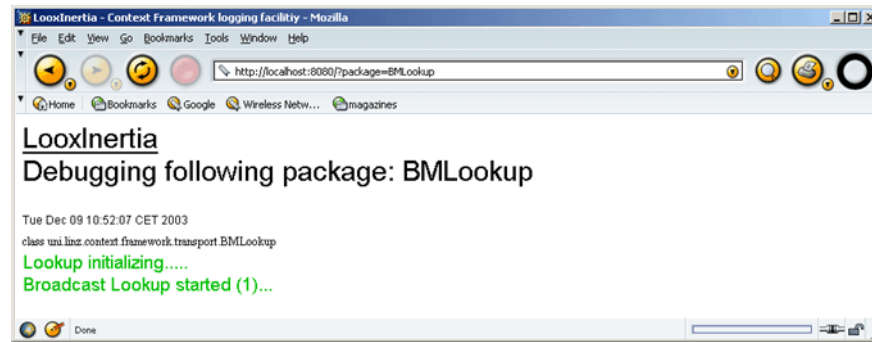 LooxInertia - Context Framework logging facilitiy - Mozilla
File Edit View Go Bookmarks Tools Window Help
http://localhost:8080/?package=BMLookup
Home Bookmarks Google Wireless Netw... magazines
LooxInertia
Debugging following package: BMLookup
Tue Dec 09 10:52:07 CET 2003
class uni.linz.context.framework.transport.BMLookup
Lookup initializing.....
Broadcast Lookup started (1)...
Done